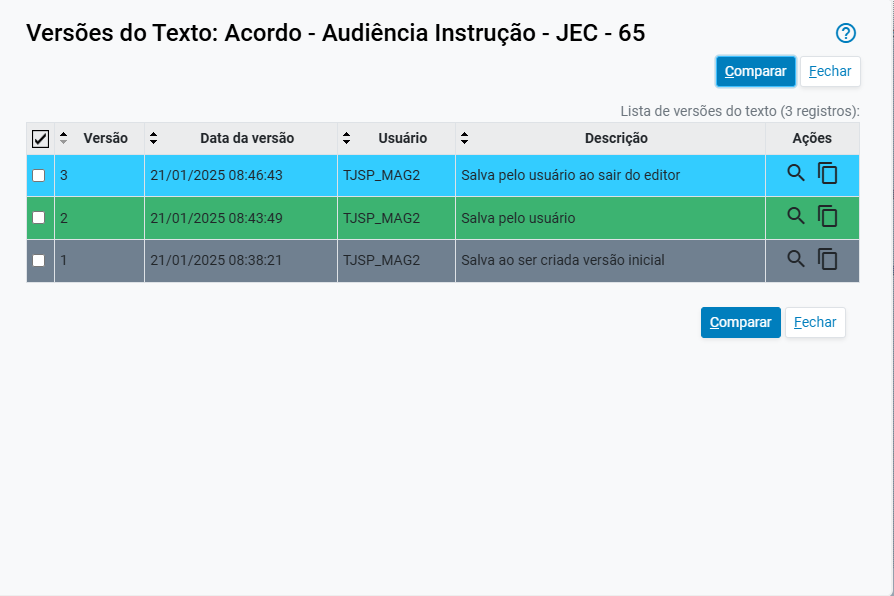 Versões do Texto: Acordo - Audiência Instrução - JEC - 65
Comparar Fechar
Lista de versões do texto (3 registros):
Versão Data da versão Usuário Descrição Ações
3 21/01/2025 08:46:43 TJSP_MAG2 Salva pelo usuário ao sair do editor
2 21/01/2025 08:43:49 TJSP_MAG2 Salva pelo usuário
1 21/01/2025 08:38:21 TJSP_MAG2 Salva ao ser criada versão inicial
Comparar Fechar